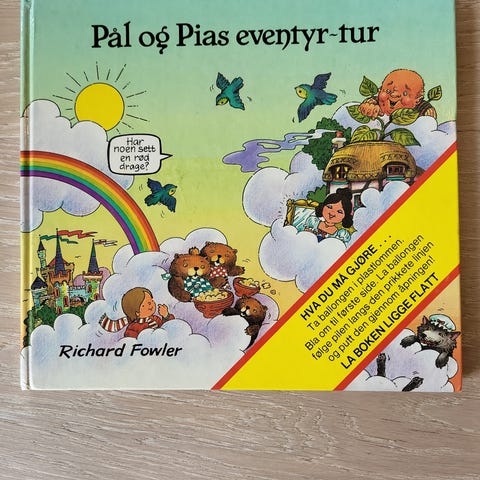 Pål og Pias eventyr-tur
Har
noen sett
en rød
drage?
HVA DU MÅ GJØRE . . .
Ta ballongen i plastlommen.
Bla om til første side. La ballongen
følge pilen langs den prikkete linjen
og putt den gjennom åpningen!
LA BOKEN LIGGE FLATT
Richard Fowler